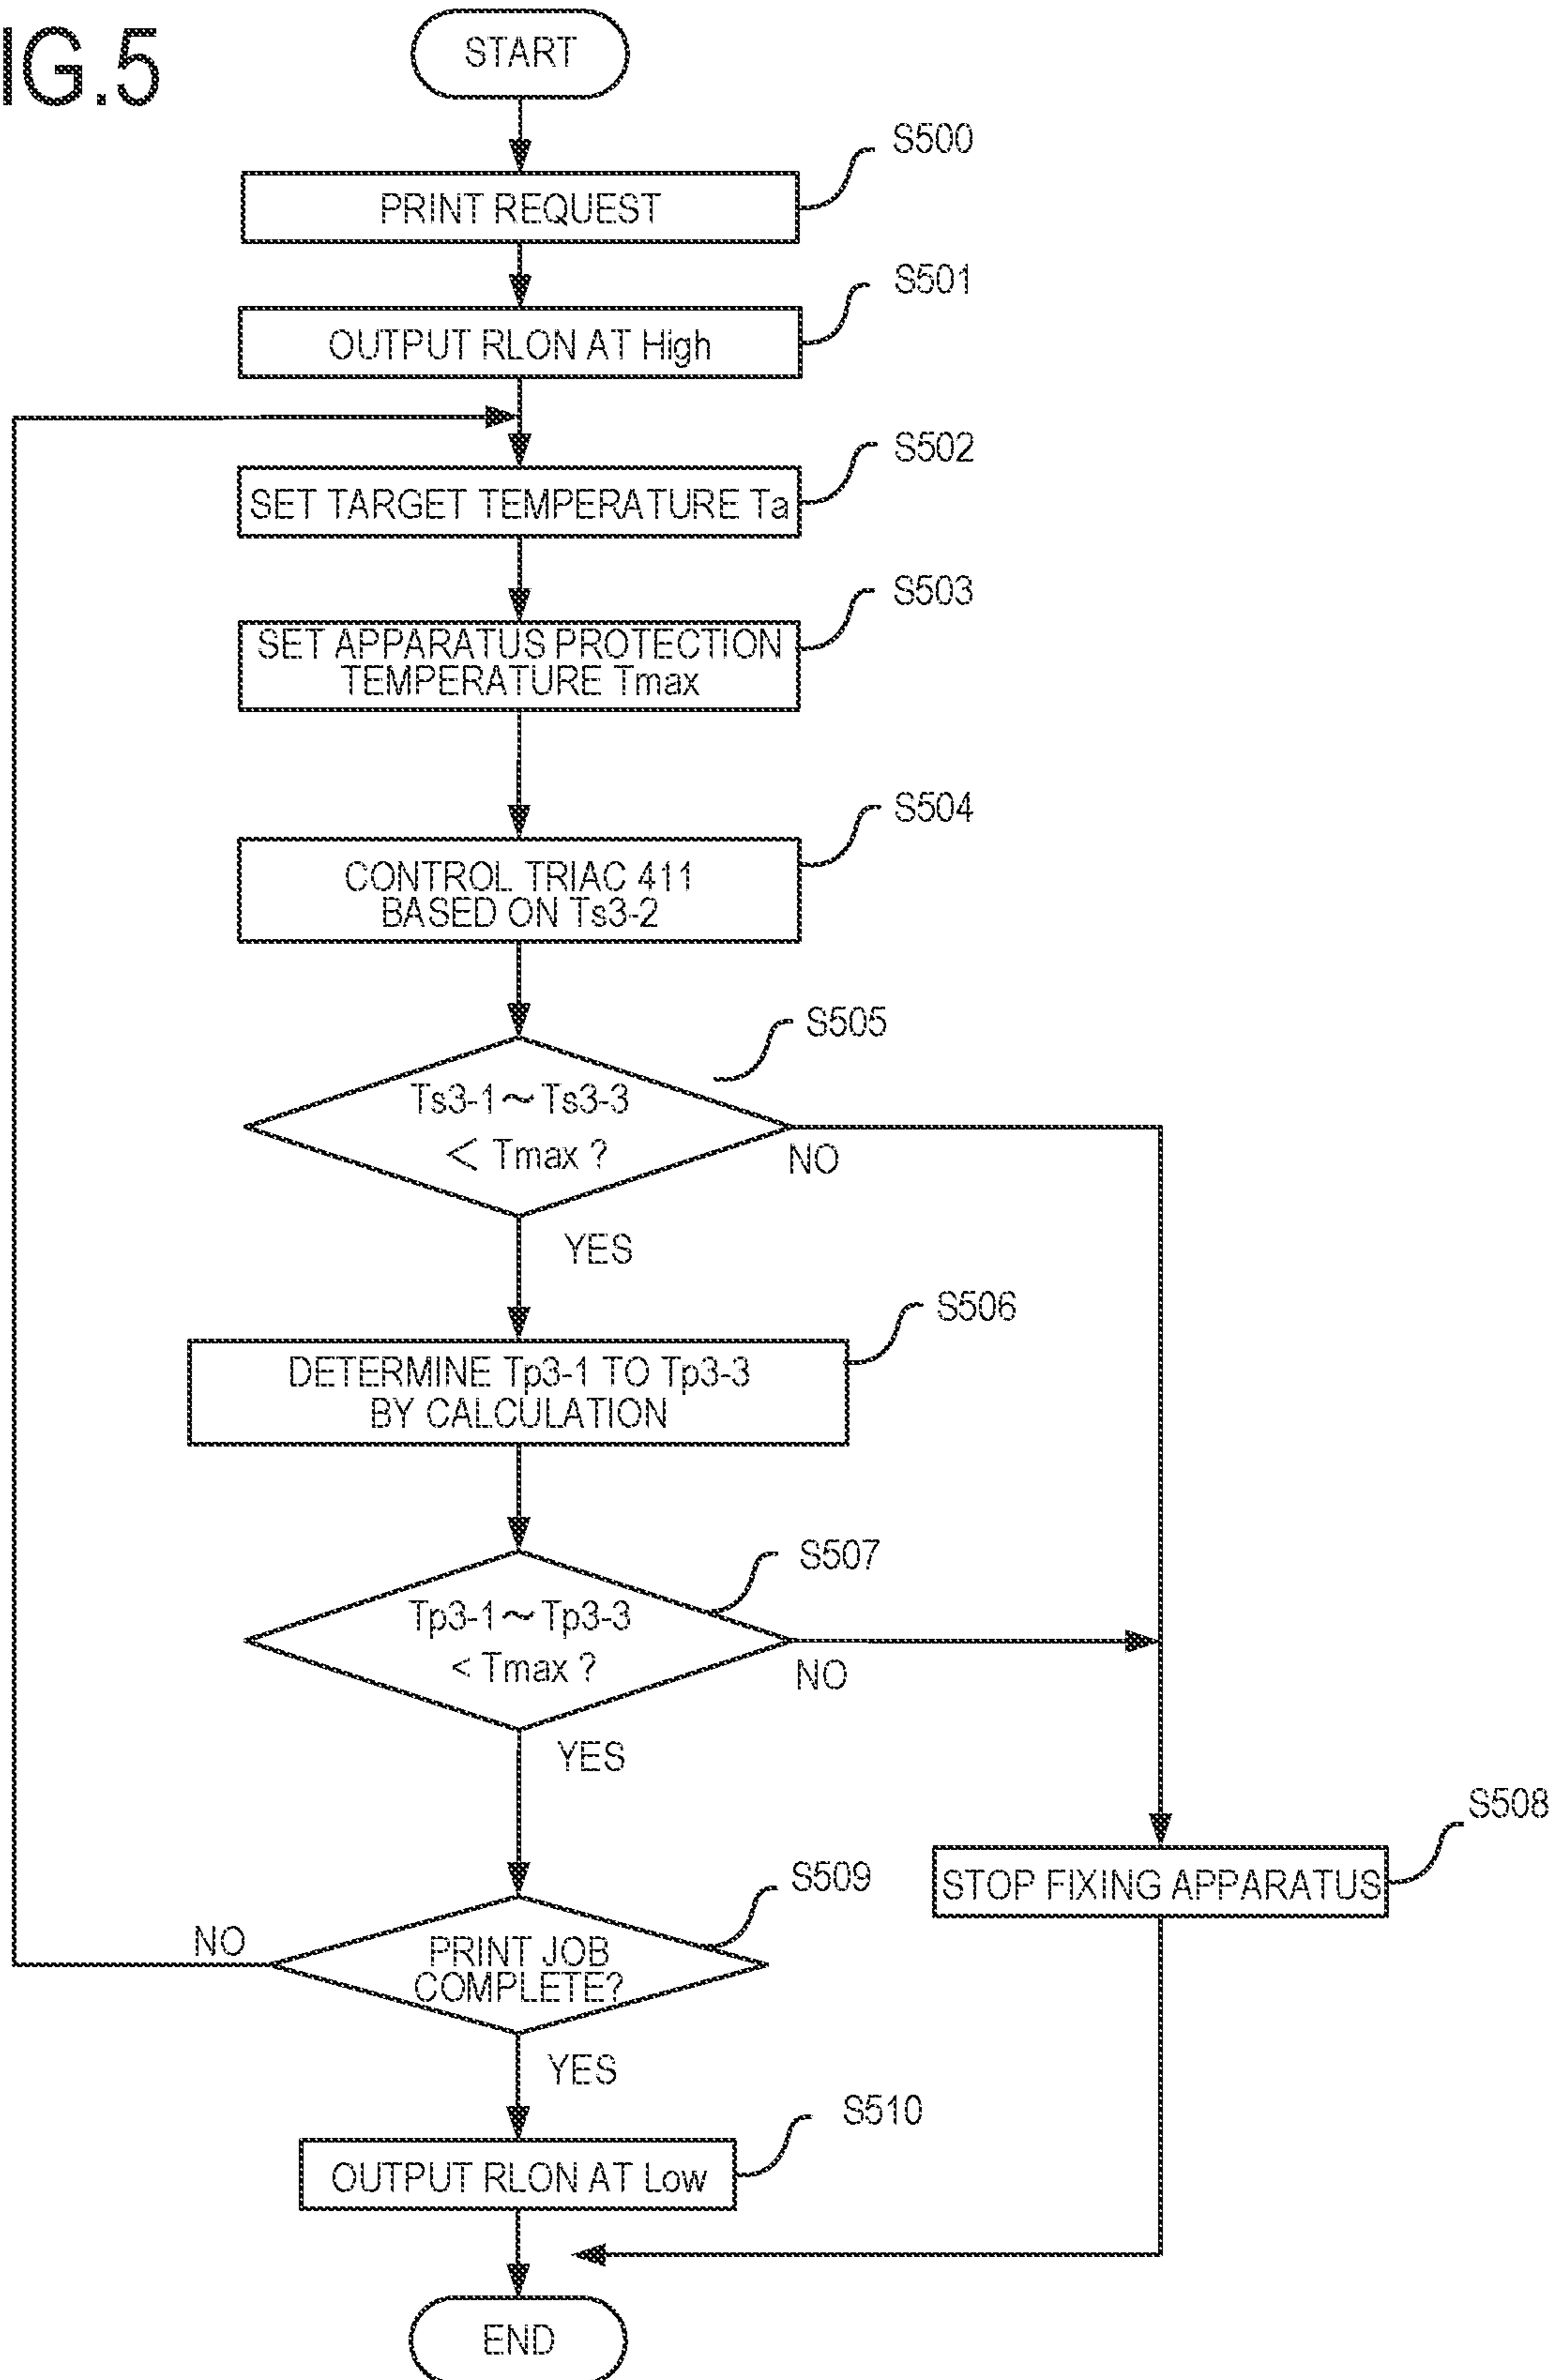 IG.5
START
S500
PRINT REQUEST
S501
OUTPUT RLON AT High
S502
SET TARGET TEMPERATURE Ta
S503
SET APPARATUS PROTECTION
TEMPERATURE Tmax
S504
CONTROL TRIAC 411
BASED ON Ts3-2
S505
Ts3-1～Ts3-3
< Tmax ?
NO
YES
S506
DETERMINE Tp3-1 TO Tp3-3
BY CALCULATION
S507
Tp3-1～Tp3-3
< Tmax ?
NO
YES
S508
STOP FIXING APPARATUS
S509
NO
PRINT JOB
COMPLETE?
YES
S510
OUTPUT RLON AT Low
END